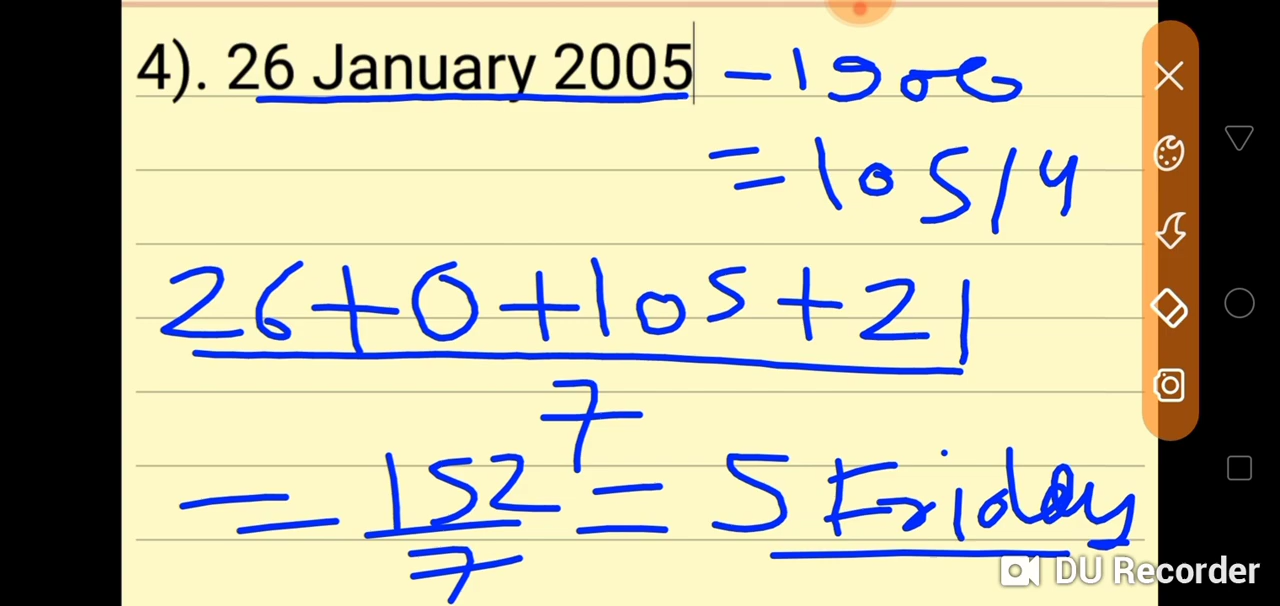 4). 26 January 2005 - 1900
= 105/4
26+0+105+21
7
= 152/7 = 5 Friday
DU Recorder